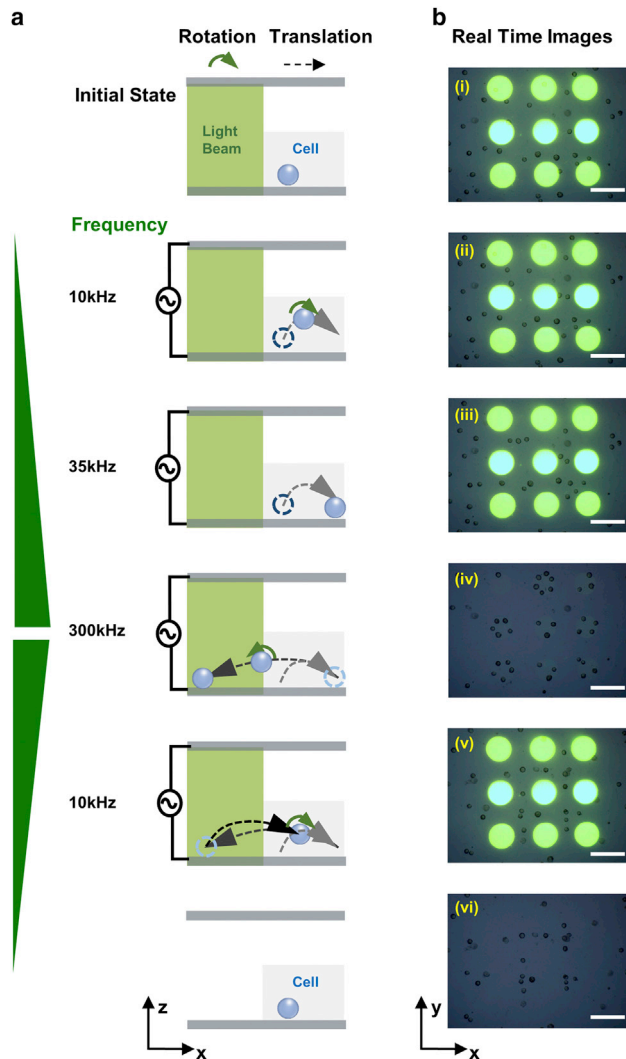 a
Rotation Translation
Initial State
Light
Beam
Cell
Frequency
10kHz
35kHz
300kHz
10kHz
Cell
z
x
b
Real Time Images
(i)
(ii)
(iii)
(iv)
(v)
(vi)
y
x